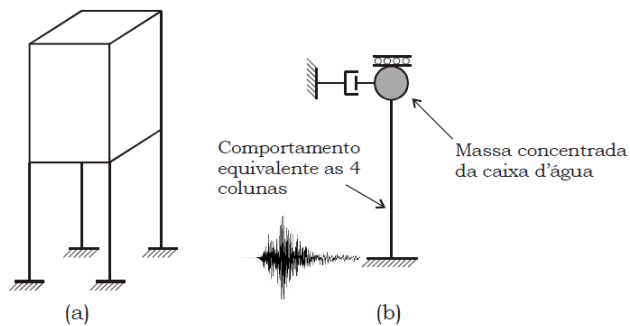 Comportamento
equivalente as 4
colunas
Massa concentrada
da caixa d'água
(a)
(b)